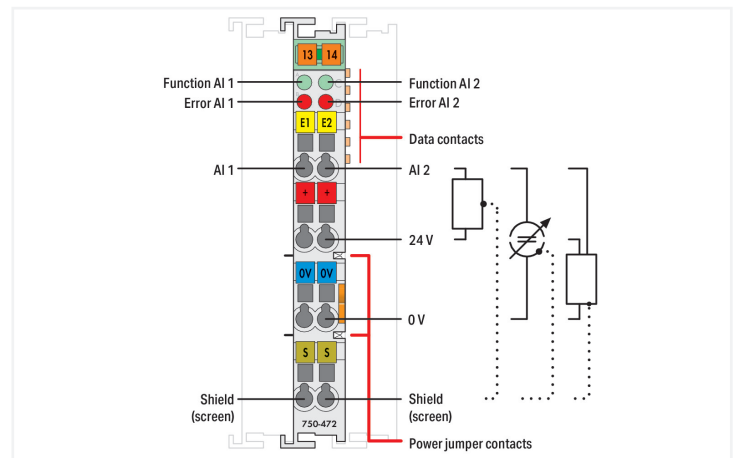 13 14
Function AI 1
Function AI 2
Error AI 1
Error AI 2
E1 E2
Data contacts
AI 1
AI 2
+ +
24 V
0V 0V
0 V
S S
Shield
(screen)
Shield
(screen)
750-472
Power jumper contacts